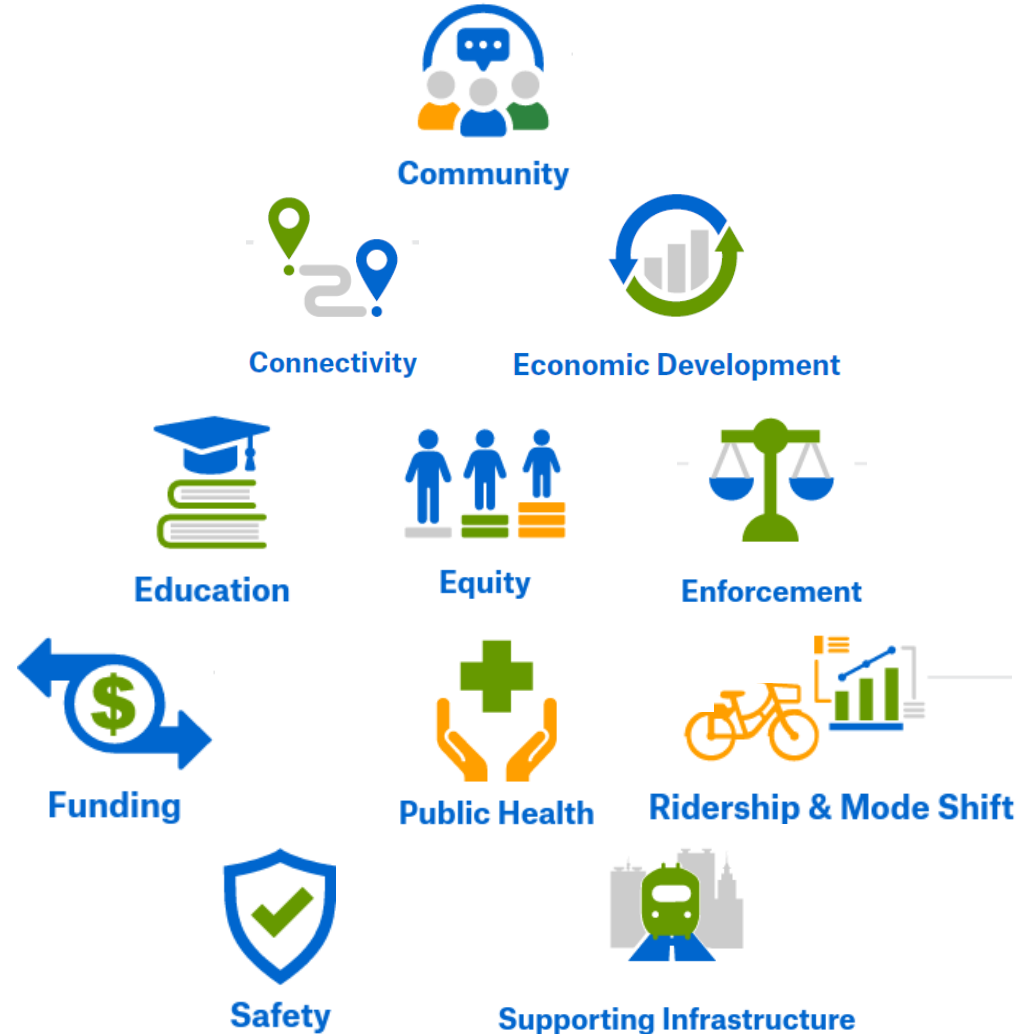 Community
Connectivity
Economic Development
Education
Equity
Enforcement
$
Funding
Public Health
Ridership & Mode Shift
Safety
Supporting Infrastructure